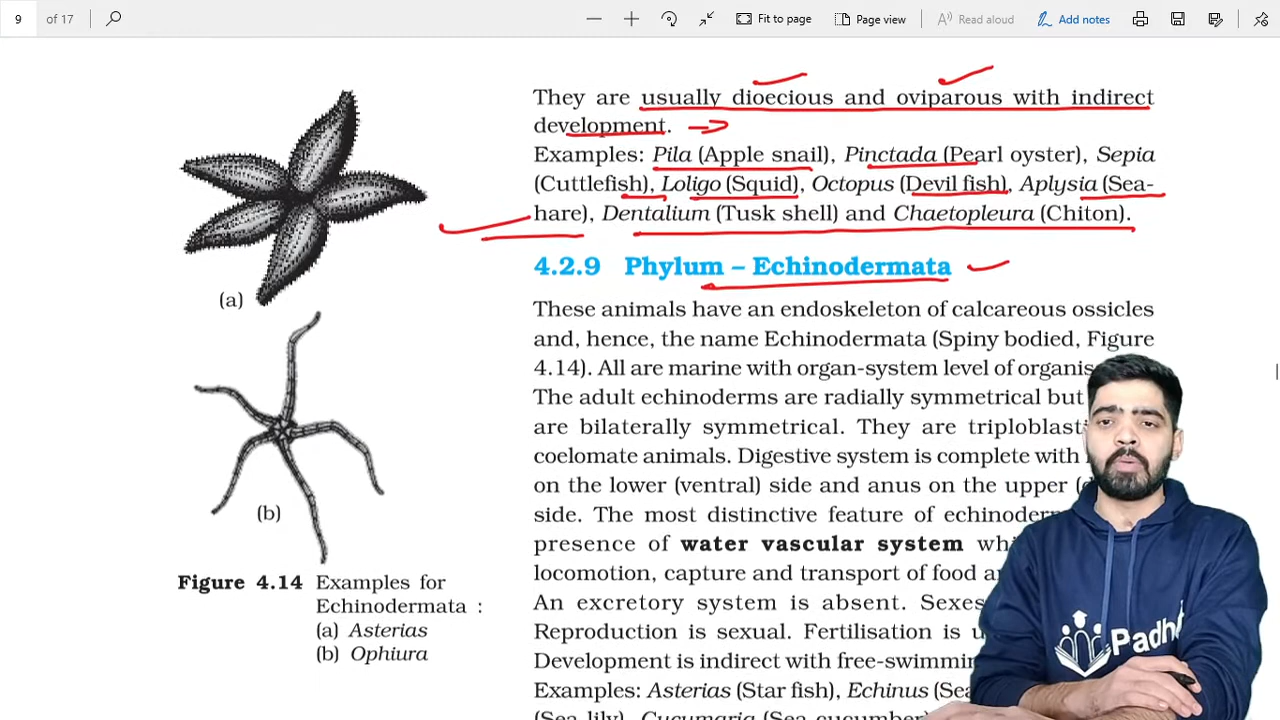 9 of 17
Fit to page
Page view
Read aloud
Add notes
They are usually dioecious and oviparous with indirect
development.
Examples: Pila (Apple snail), Pinctada (Pearl oyster), Sepia
(Cuttlefish), Loligo (Squid), Octopus (Devil fish), Aplysia (Sea-
hare), Dentalium (Tusk shell) and Chaetopleura (Chiton).
4.2.9 Phylum – Echinodermata
These animals have an endoskeleton of calcareous ossicles
and, hence, the name Echinodermata (Spiny bodied, Figure
4.14). All are marine with organ-system level of
The adult echinoderms are radially symmetrical but
are bilaterally symmetrical. They are
coelomate animals. Digestive system is complete with
on the lower (ventral) side and anus on the upper
side. The most distinctive feature of
presence of water vascular system
locomotion, capture and transport of food
An excretory system is absent. Sexes
Reproduction is sexual. Fertilisation is
Development is indirect with
Examples: Asterias (Star fish), Echinus
(Sea lily), Cucumaria (Sea cucumber)
(a)
(b)
Figure 4.14 Examples for
Echinodermata :
(a) Asterias
(b) Ophiura